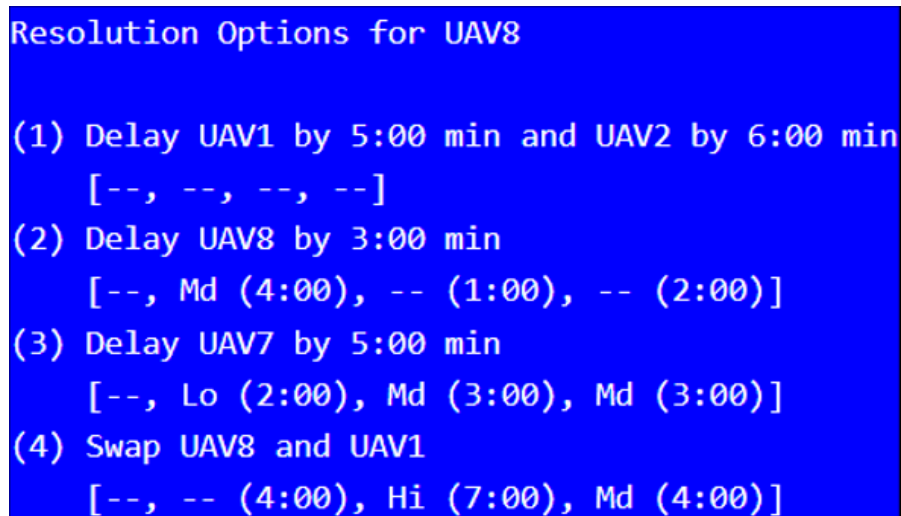 Resolution Options for UAV8
(1) Delay UAV1 by 5:00 min and UAV2 by 6:00 min
[--, --, --, --]
(2) Delay UAV8 by 3:00 min
[--, Md (4:00), -- (1:00), -- (2:00)]
(3) Delay UAV7 by 5:00 min
[--, Lo (2:00), Md (3:00), Md (3:00)]
(4) Swap UAV8 and UAV1
[--, -- (4:00), Hi (7:00), Md (4:00)]